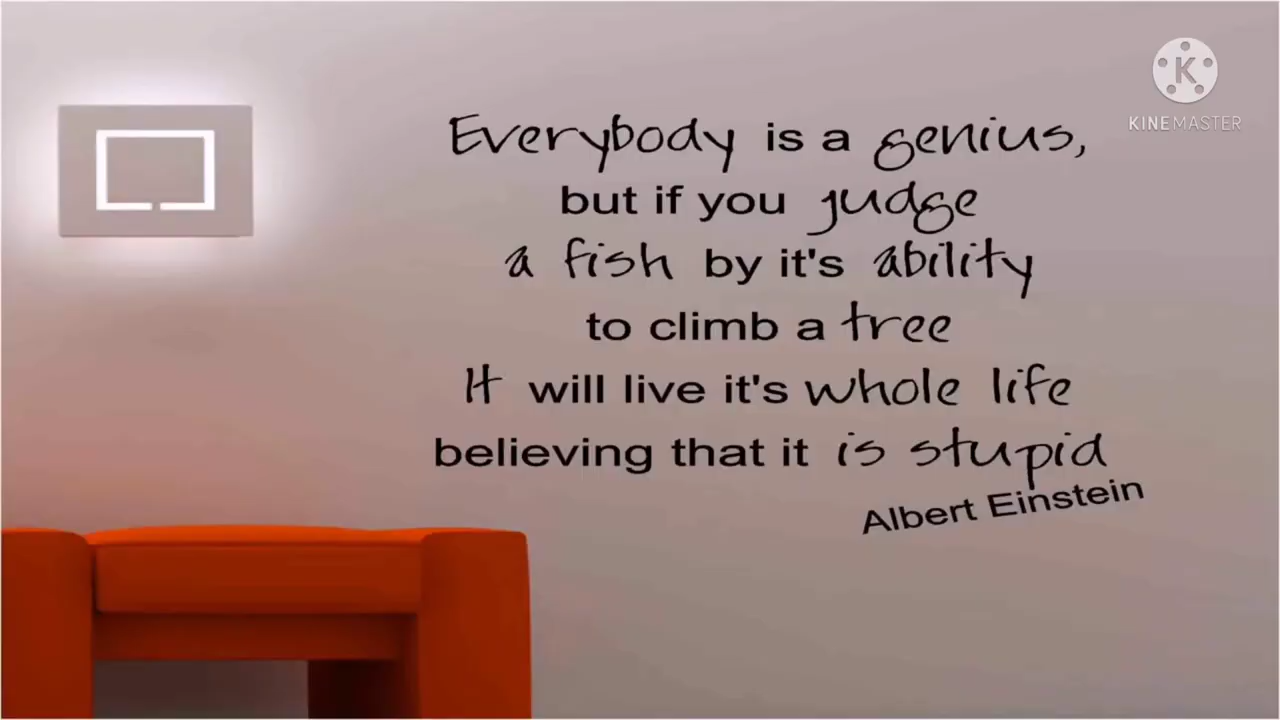 KINEMASTER
Everybody is a genius,
but if you judge
a fish by it's ability
to climb a tree
It will live it's whole life
believing that it is stupid
Albert Einstein